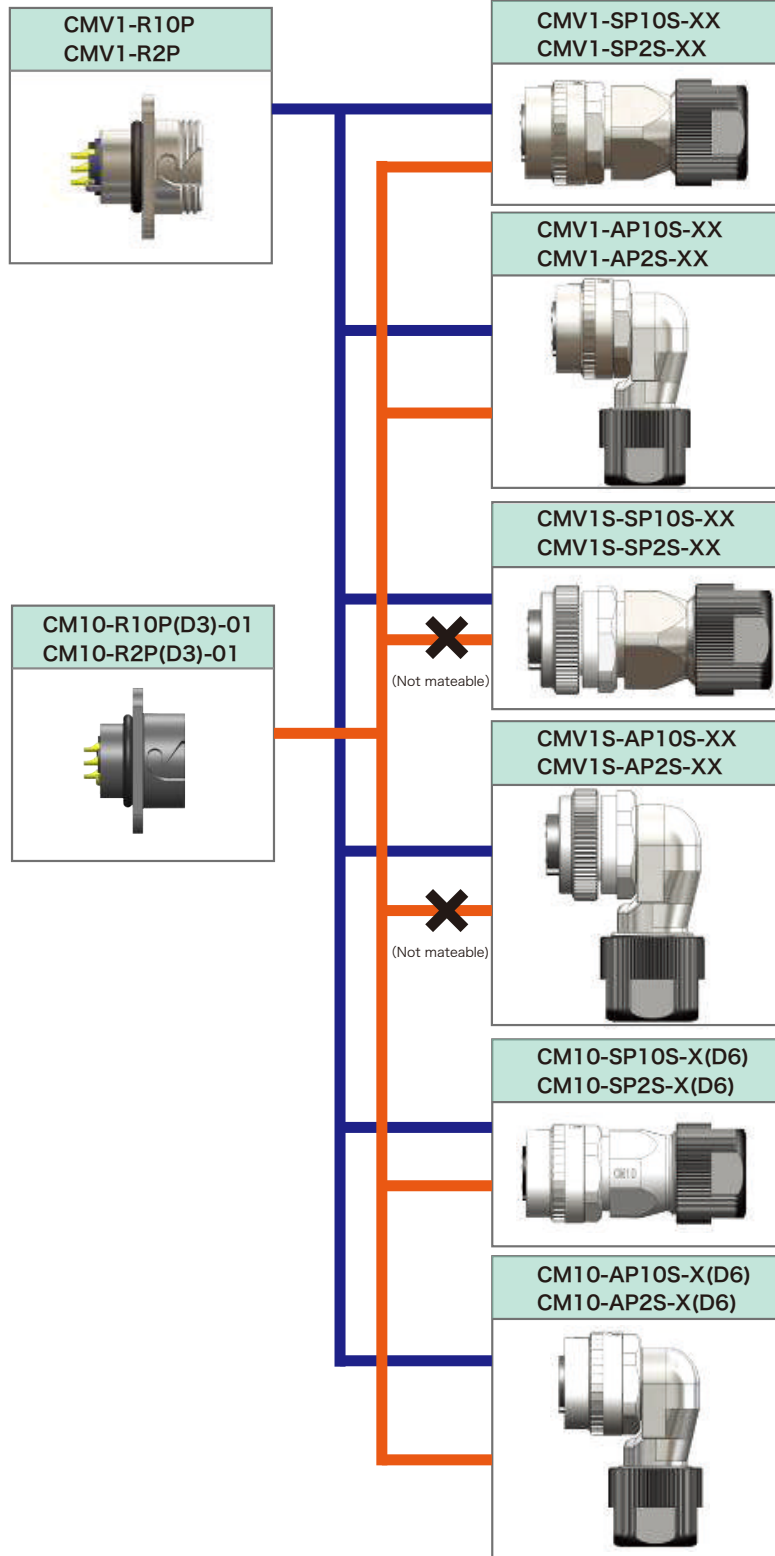 CMV1-R10P
CMV1-R2P
CMV1-SP10S-XX
CMV1-SP2S-XX
CMV1-AP10S-XX
CMV1-AP2S-XX
CMV1S-SP10S-XX
CMV1S-SP2S-XX
CM10-R10P(D3)-01
CM10-R2P(D3)-01
(Not mateable)
CMV1S-AP10S-XX
CMV1S-AP2S-XX
(Not mateable)
CM10-SP10S-X(D6)
CM10-SP2S-X(D6)
CM10
CM10-AP10S-X(D6)
CM10-AP2S-X(D6)